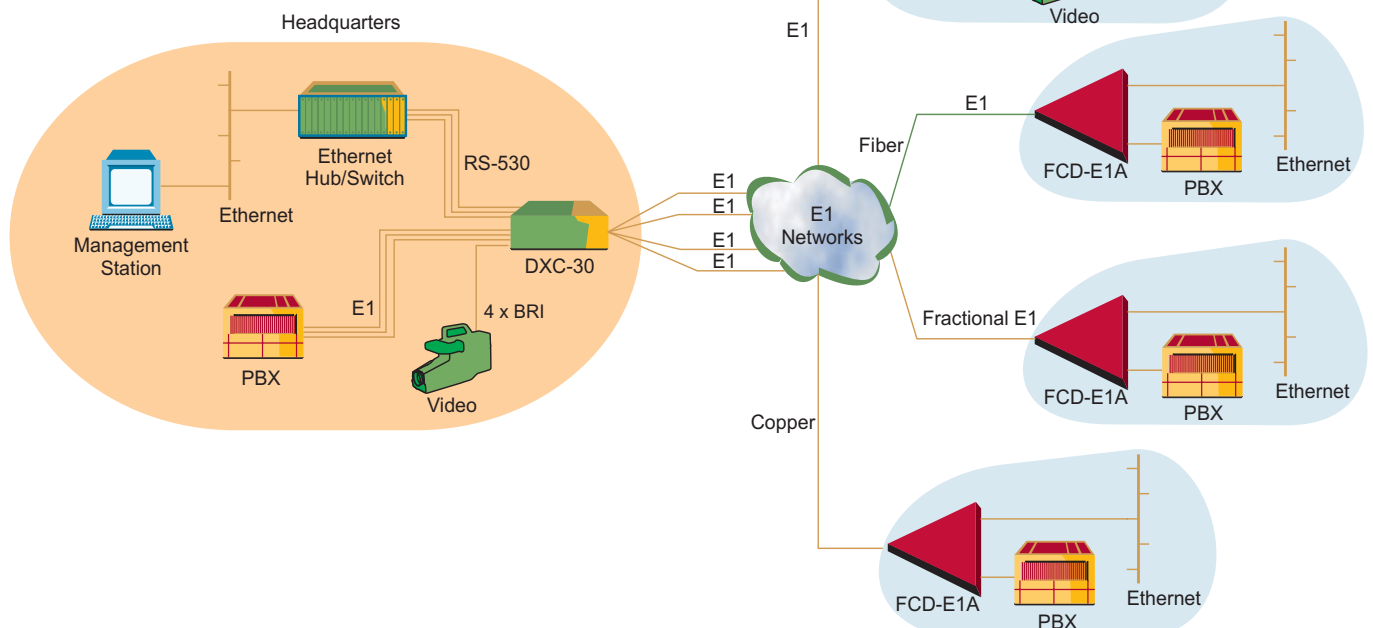 Headquarters
Ethernet
Hub/Switch
RS-530
Ethernet
Management
Station
DXC-30
E1
4 x BRI
PBX
Video
E1
E1
E1
E1
E1
E1
Networks
Video
Fiber
E1
FCD-E1A
PBX
Ethernet
Fractional E1
FCD-E1A
PBX
Ethernet
Copper
FCD-E1A
PBX
Ethernet